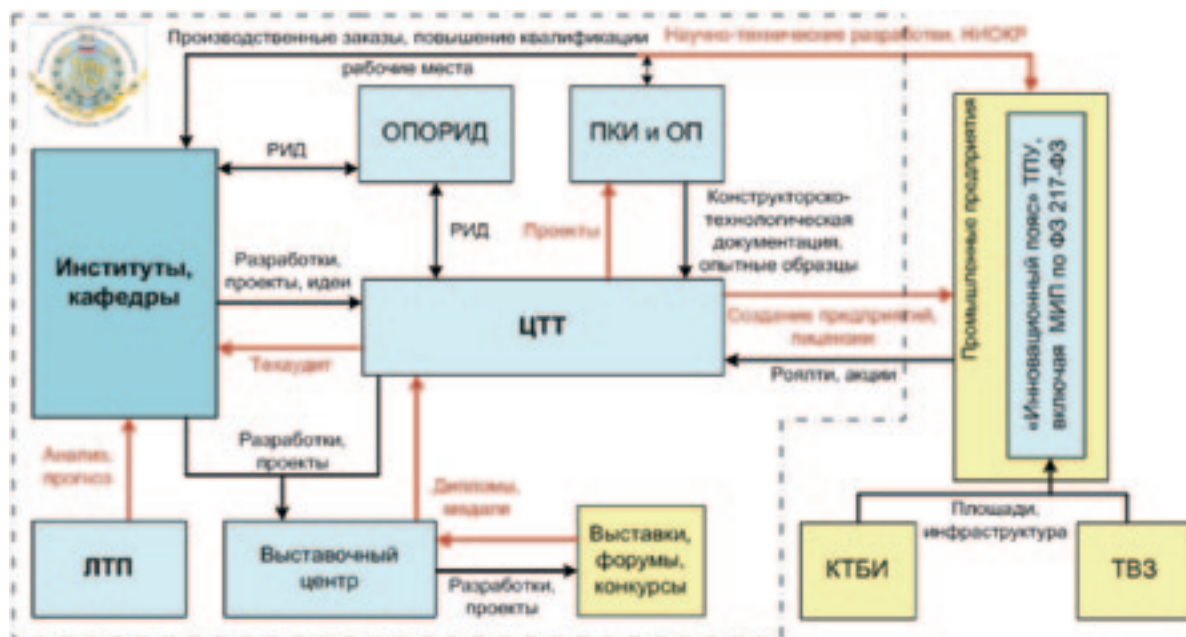 Производственные заказы, повышение квалификации
рабочие места
Научно-технические разработки, НИОКР
ОПОРИД
ПКИ и ОП
РИД
РИД
Проекты
Конструкторско-
технологическая
документация,
опытные образцы
Институты,
кафедры
Разработки,
проекты, идеи
ЦТТ
Техаудит
Создание предприятий,
лицензии
Роялти, акции
Промышленные предприятия
«Инновационный пояс» ТПУ,
включая МИП по ФЗ 217-ФЗ
Анализ,
прогноз
Разработки,
проекты
Дипломы,
медали
Площади,
инфраструктура
ЛТП
Выставочный
центр
Разработки,
проекты
Выставки,
форумы,
конкурсы
КТБИ
ТВЗ